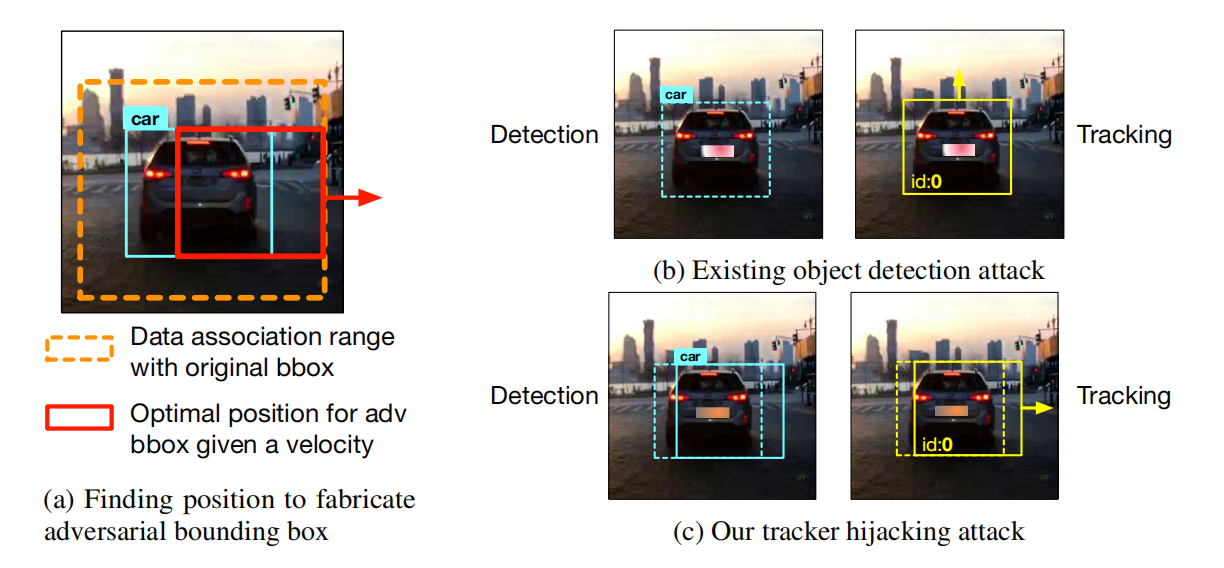 car
Data association range
with original bbox
Optimal position for adv
bbox given a velocity
(a) Finding position to fabricate
adversarial bounding box
Detection
car
id:0
Tracking
(b) Existing object detection attack
Detection
car
id:0
Tracking
(c) Our tracker hijacking attack